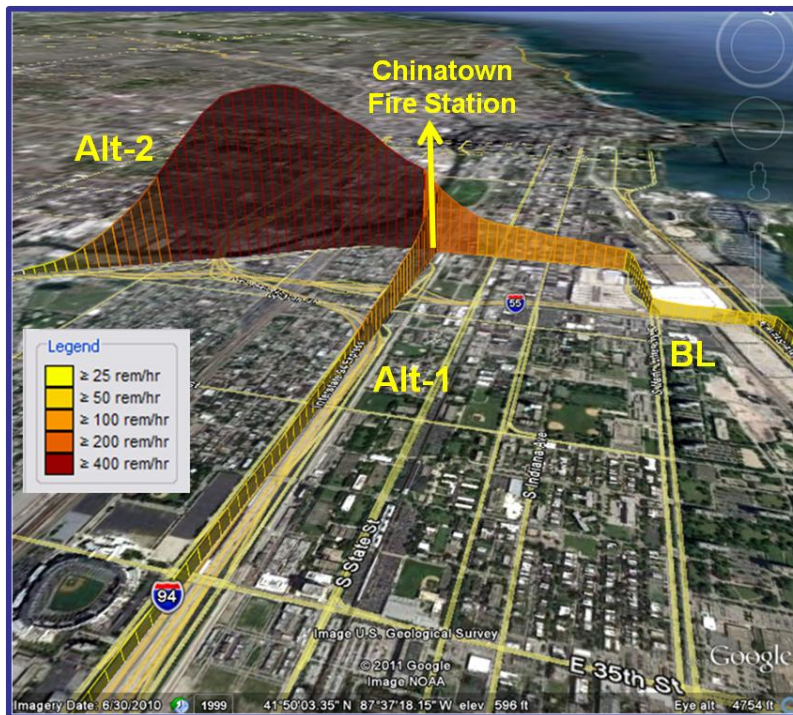 Chinatown
Fire Station
Alt-2
55
Legend
≥ 25 rem/hr
≥ 50 rem/hr
≥ 100 rem/hr
≥ 200 rem/hr
≥ 400 rem/hr
Alt-1
BL
S Indiana Ave
S State St
94
Image U.S. Geological Survey
© 2011 Google
Image NOAA
Google
E 35th St
Imagery Date: 6/30/2010 1999 41°50'03.35" N 87°37'18.15" W elev 596 ft Eye alt 4754 ft